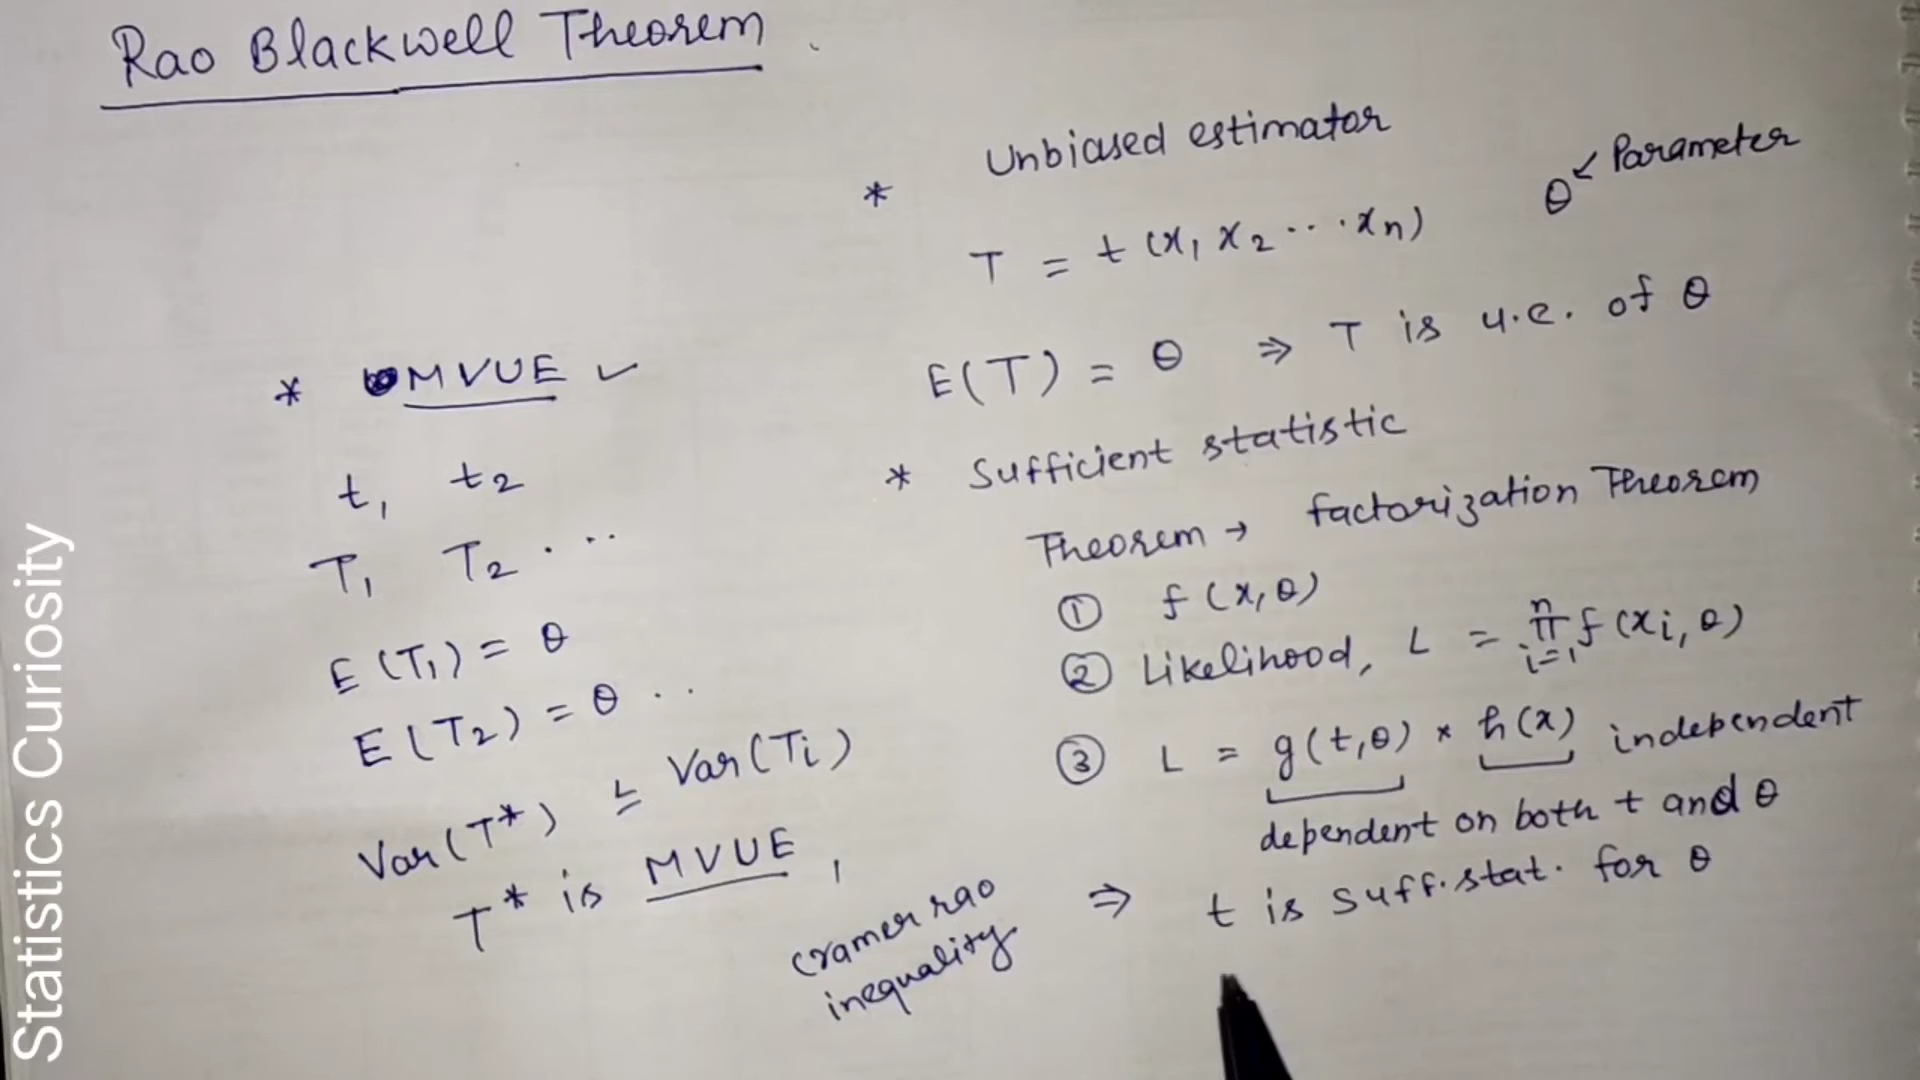 Rao Blackwell Theorem
* Unbiased estimator
θ ← Parameter
T = t (x₁ x₂ ... xn)
E(T) = θ ⇒ T is u.e. of θ
* Sufficient statistic
Theorem → factorization Theorem
① f (x, θ)
② Likelihood, L = n π i=1 f (xi, θ)
③ L = g(t, θ) * h(x) independent
dependent on both t and θ
⇒ t is suff. stat. for θ
* MVUE ✓
t₁ t₂
T₁ T₂ ...
E(T₁) = θ
E(T₂) = θ ..
Var(T*) ≤ Var(Ti)
T* is MVUE ,
cramer rao
inequality
Statistics Curiosity